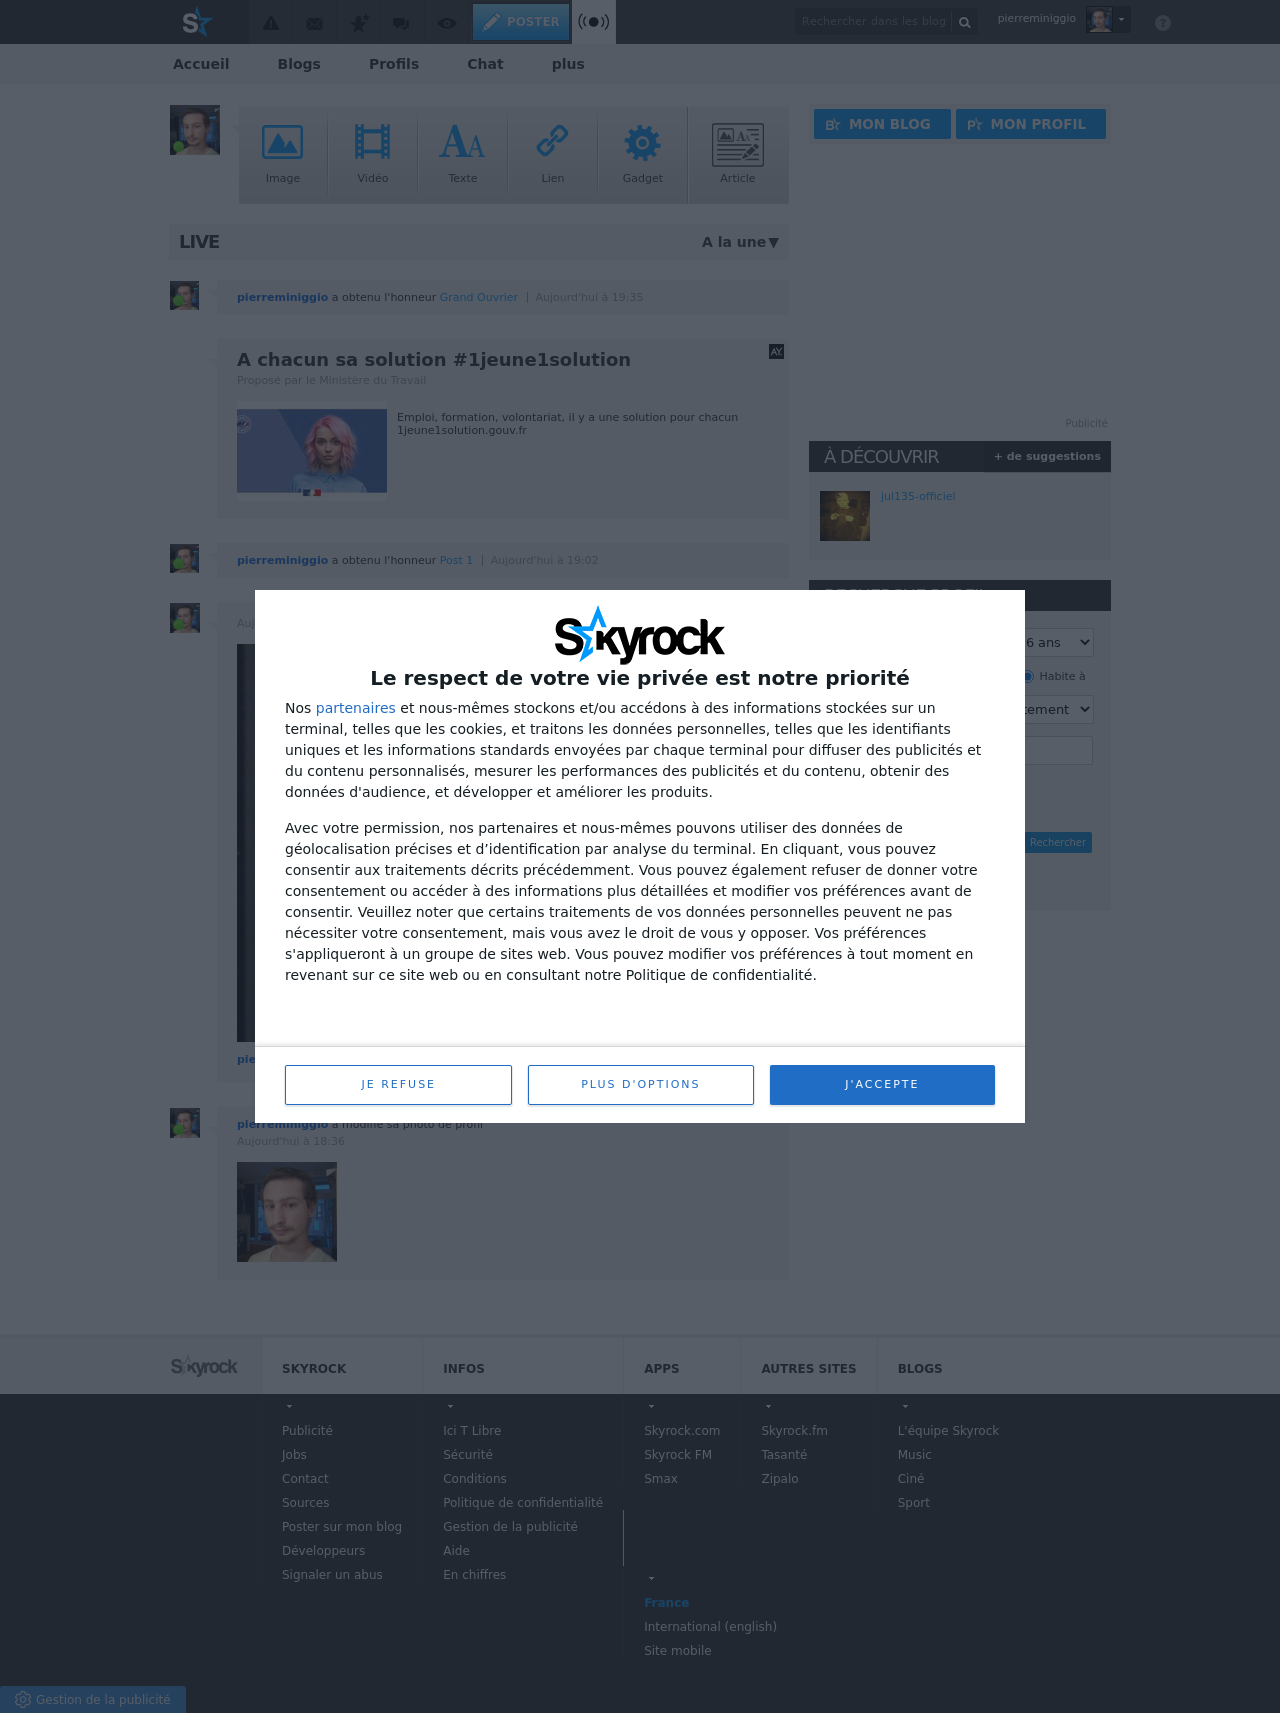 POSTER
Rechercher dans les blog
pierreminiggio
?
Accueil
Blogs
Profils
Chat
plus
Image
Vidéo
Texte
Lien
Gadget
Article
MON BLOG
MON PROFIL
LIVE
A la une▼
pierreminiggio a obtenu l'honneur Grand Ouvrier | Aujourd'hui à 19:35
A chacun sa solution #1jeune1solution
Proposé par le Ministère du Travail
Emploi, formation, volontariat, il y a une solution pour chacun
1jeune1solution.gouv.fr
Publicité
À DÉCOUVRIR
+ de suggestions
jul135-officiel
pierreminiggio a obtenu l'honneur Post 1 | Aujourd'hui à 19:02
6 ans
Habite à
Rechercher
Skyrock
Le respect de votre vie privée est notre priorité
Nos partenaires et nous-mêmes stockons et/ou accédons à des informations stockées sur un
terminal, telles que les cookies, et traitons les données personnelles, telles que les identifiants
uniques et les informations standards envoyées par chaque terminal pour diffuser des publicités et
du contenu personnalisés, mesurer les performances des publicités et du contenu, obtenir des
données d'audience, et développer et améliorer les produits.
Avec votre permission, nos partenaires et nous-mêmes pouvons utiliser des données de
géolocalisation précises et d’identification par analyse du terminal. En cliquant, vous pouvez
consentir aux traitements décrits précédemment. Vous pouvez également refuser de donner votre
consentement ou accéder à des informations plus détaillées et modifier vos préférences avant de
consentir. Veuillez noter que certains traitements de vos données personnelles peuvent ne pas
nécessiter votre consentement, mais vous avez le droit de vous y opposer. Vos préférences
s'appliqueront à un groupe de sites web. Vous pouvez modifier vos préférences à tout moment en
revenant sur ce site web ou en consultant notre Politique de confidentialité.
JE REFUSE
PLUS D'OPTIONS
J'ACCEPTE
pierreminiggio a modifié sa photo de profil
Aujourd'hui à 18:36
Skyrock
SKYROCK
Publicité
Jobs
Contact
Sources
Poster sur mon blog
Développeurs
Signaler un abus
INFOS
Ici T Libre
Sécurité
Conditions
Politique de confidentialité
Gestion de la publicité
Aide
En chiffres
APPS
Skyrock.com
Skyrock FM
Smax
AUTRES SITES
Skyrock.fm
Tasanté
Zipalo
BLOGS
L'équipe Skyrock
Music
Ciné
Sport
France
International (english)
Site mobile
Gestion de la publicité